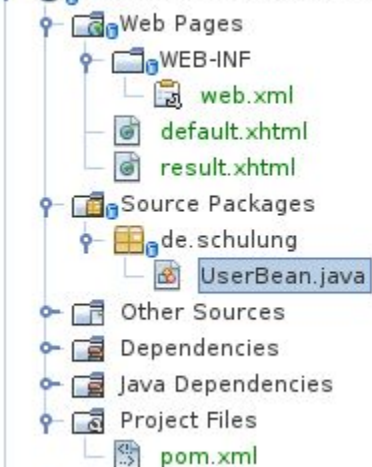 Web Pages
WEB-INF
web.xml
default.xhtml
result.xhtml
Source Packages
de.schulung
UserBean.java
Other Sources
Dependencies
Java Dependencies
Project Files
pom.xml